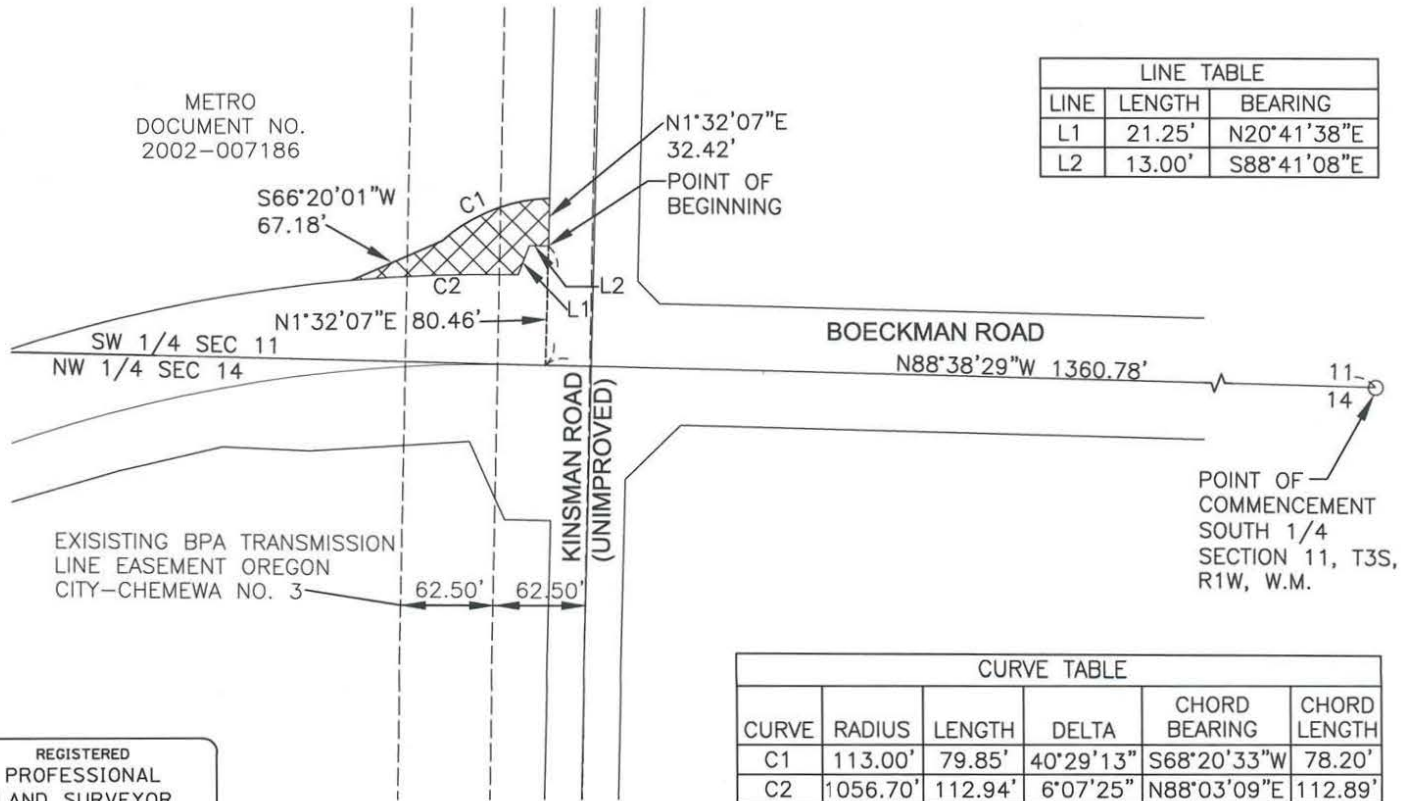 METRO
DOCUMENT NO.
2002-007186
N1°32'07"E
32.42'
POINT OF
BEGINNING
S66°20'01"W
67.18'
C1
C2
L2
L1
N1°32'07"E 80.46'
LINE TABLE
LINE LENGTH BEARING
L1 21.25' N20°41'38"E
L2 13.00' S88°41'08"E
SW 1/4 SEC 11
NW 1/4 SEC 14
BOECKMAN ROAD
N88°38'29"W 1360.78'
11
14
KINSMAN ROAD
(UNIMPROVED)
POINT OF
COMMENCEMENT
SOUTH 1/4
SECTION 11, T3S,
R1W, W.M.
EXISISTING BPA TRANSMISSION
LINE EASEMENT OREGON
CITY-CHEMEWA NO. 3
62.50' 62.50'
CURVE TABLE
CURVE RADIUS LENGTH DELTA CHORD BEARING CHORD LENGTH
C1 113.00' 79.85' 40°29'13" S68°20'33"W 78.20'
C2 1056.70' 112.94' 6°07'25" N88°03'09"E 112.89'
REGISTERED
PROFESSIONAL
AND SURVEYOR